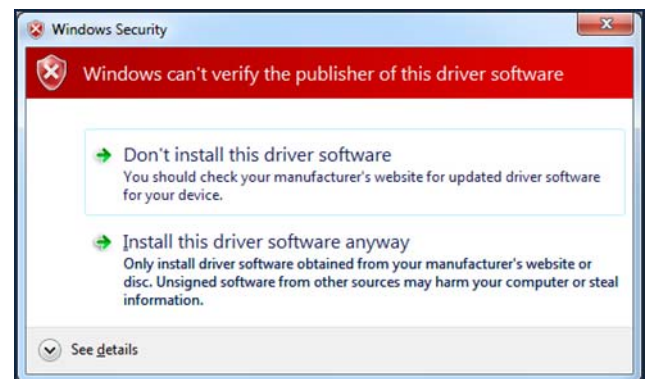 Windows Security
Windows can't verify the publisher of this driver software
Don't install this driver software
You should check your manufacturer's website for updated driver software
for your device.
Install this driver software anyway
Only install driver software obtained from your manufacturer's website or
disc. Unsigned software from other sources may harm your computer or steal
information.
See details